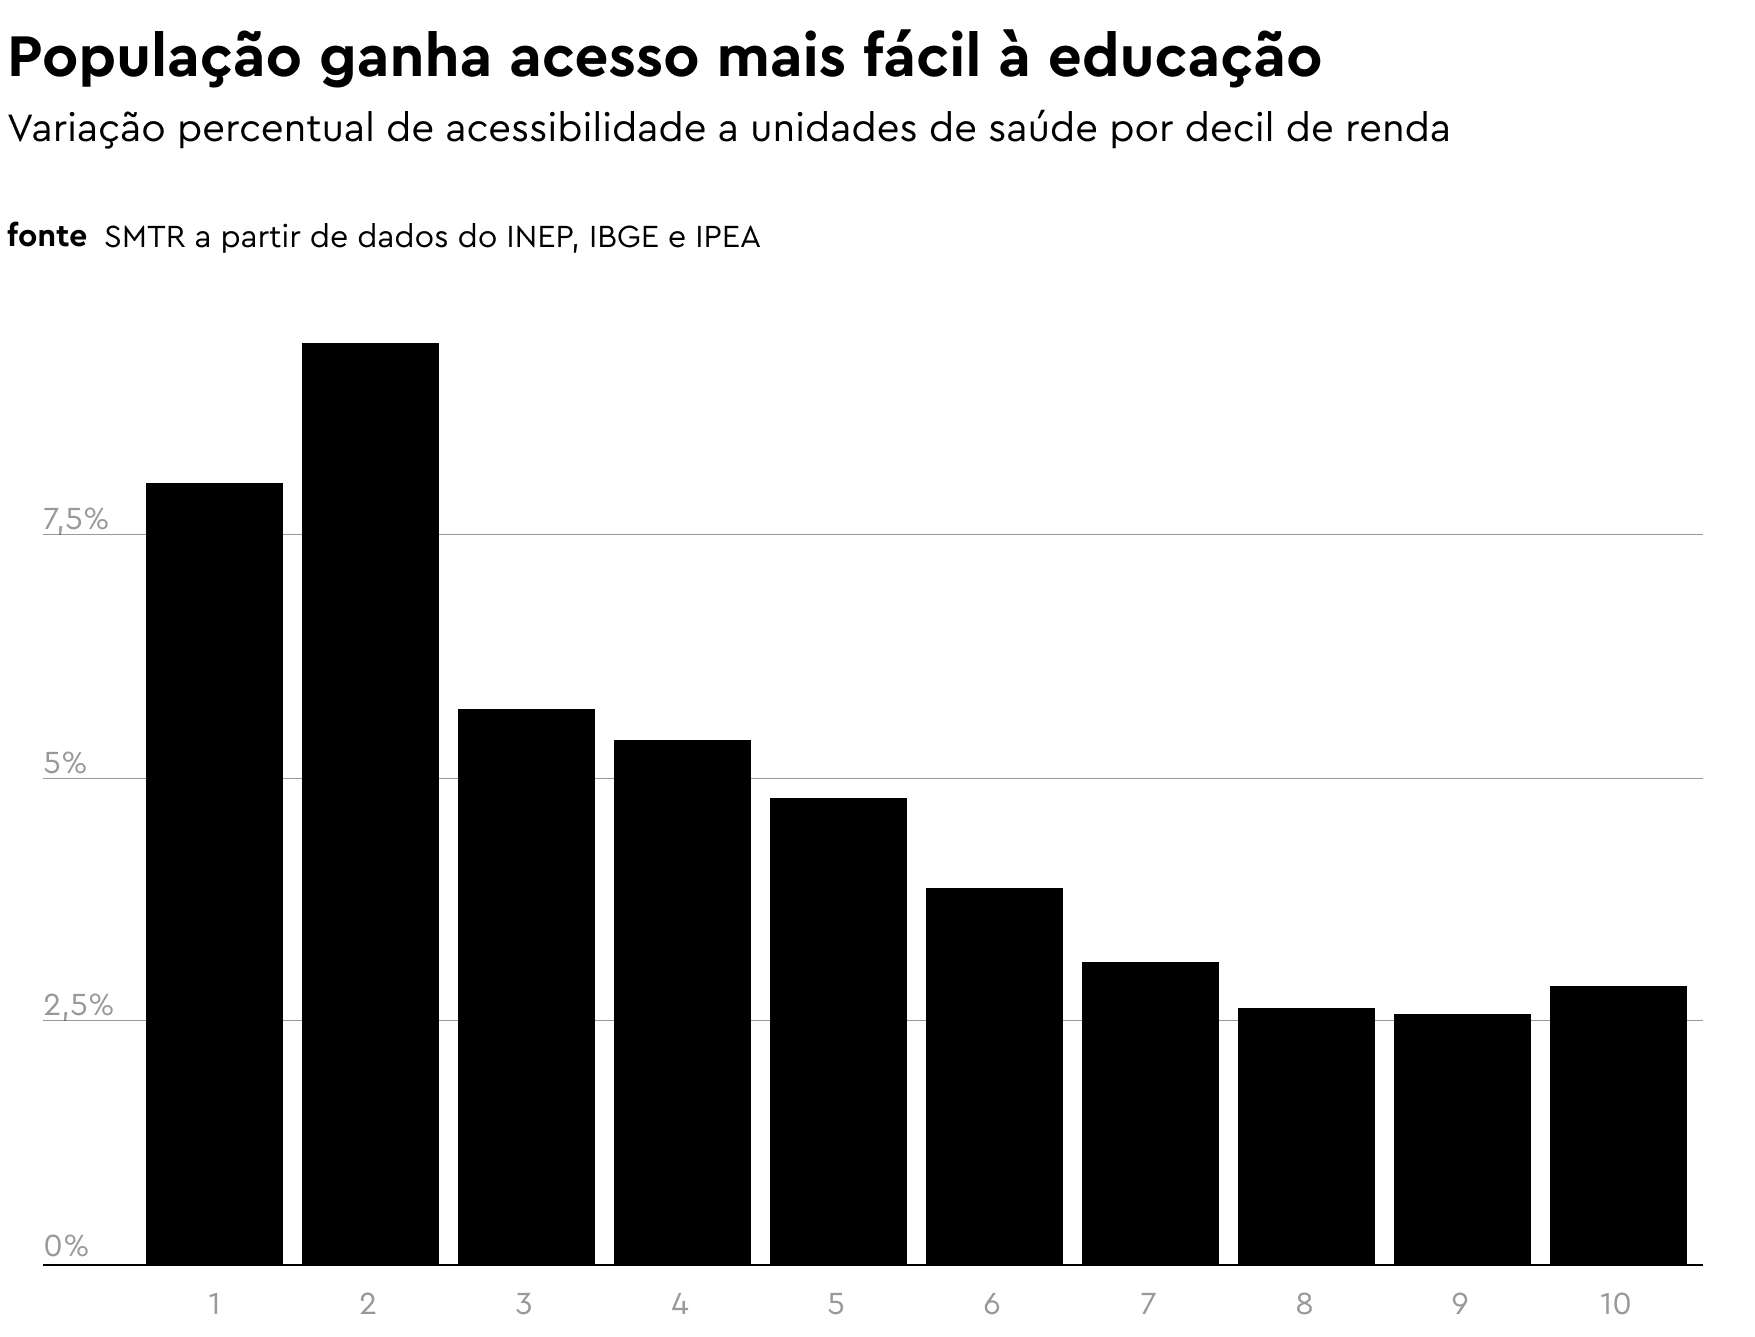 População ganha acesso mais fácil à educação
Variação percentual de acessibilidade a unidades de saúde por decil de renda
fonte SMTR a partir de dados do INEP, IBGE e IPEA
7,5%
5%
2,5%
0%
1 2 3 4 5 6 7 8 9 10